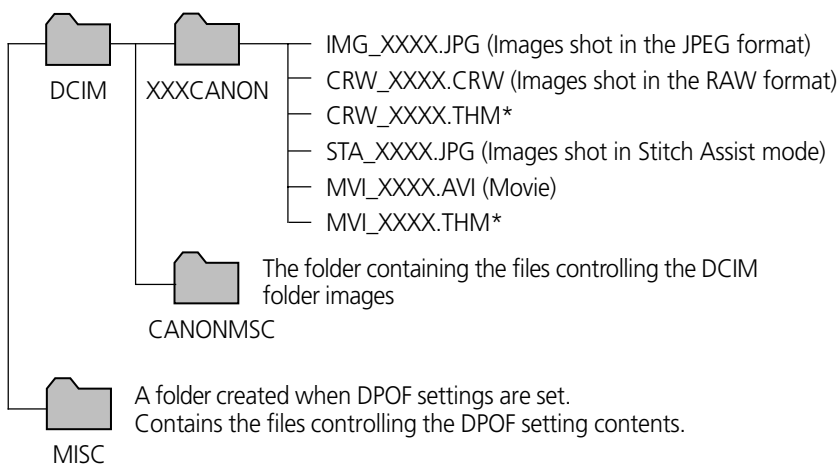 DCIM
XXXCANON
IMG_XXXX.JPG (Images shot in the JPEG format)
CRW_XXXX.CRW (Images shot in the RAW format)
CRW_XXXX.THM*
STA_XXXX.JPG (Images shot in Stitch Assist mode)
MVI_XXXX.AVI (Movie)
MVI_XXXX.THM*
The folder containing the files controlling the DCIM
folder images
CANONMSC
A folder created when DPOF settings are set.
Contains the files controlling the DPOF setting contents.
MISC